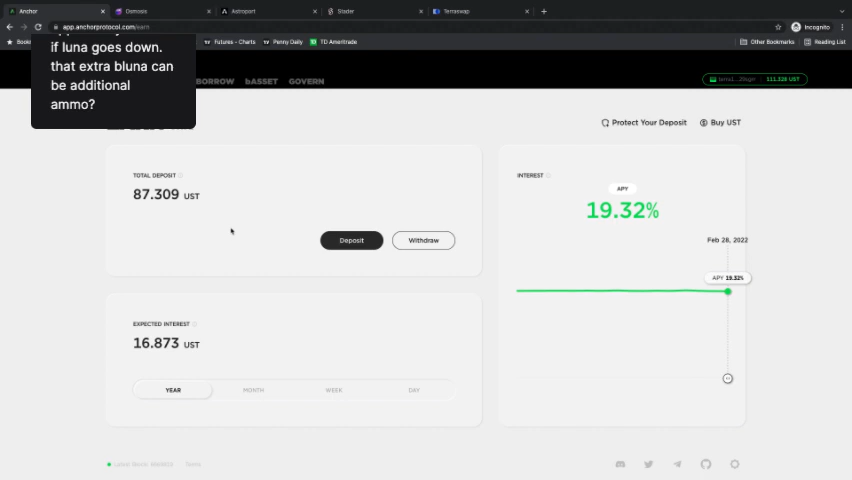 Anchor
Osmosis
Astroport
Stader
Terraswap
app.anchorprotocol.com/earn
Incognito
Futures - Charts
Penny Daily
TD Ameritrade
Other Bookmarks
Reading List
if luna goes down.
that extra bluna can
be additional
ammo?
BORROW
bASSET
GOVERN
111.328 UST
Protect Your Deposit
Buy UST
TOTAL DEPOSIT
87.309 UST
Deposit
Withdraw
INTEREST
APY
19.32%
Feb 28, 2022
APY 19.32%
EXPECTED INTEREST
16.873 UST
YEAR
MONTH
WEEK
DAY
Terms